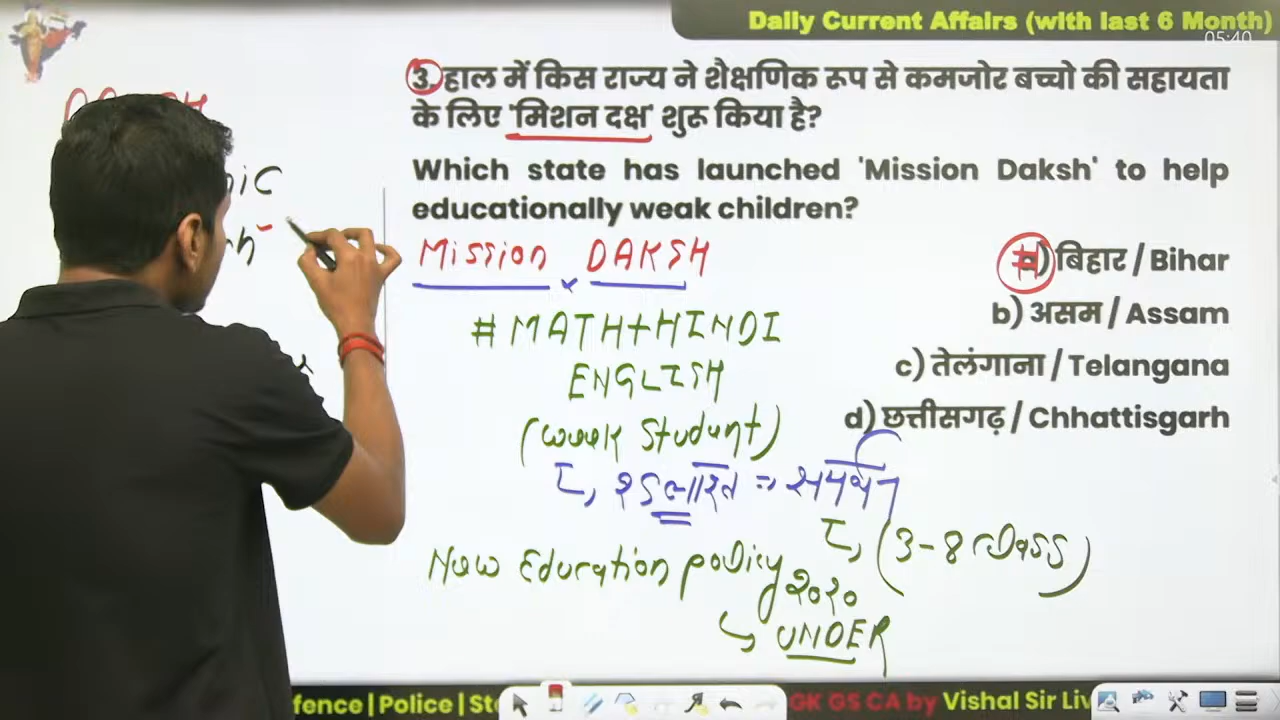 Daily Current Affairs (with last 6 Month)
05:40
3. हाल में किस राज्य ने शैक्षणिक रूप से कमजोर बच्चो की सहायता
के लिए 'मिशन दक्ष' शुरू किया है?
Which state has launched 'Mission Daksh' to help
educationally weak children?
a) बिहार / Bihar
b) असम / Assam
c) तेलंगाना / Telangana
d) छत्तीसगढ़ / Chhattisgarh
Mission DAKSH
# MATH+HINDI
ENGLISH
(week Student)
समर्थन
(3-8 class)
New Education policy
२०२०
UNDER
fence | Police | St
GK GS CA by Vishal Sir Liv